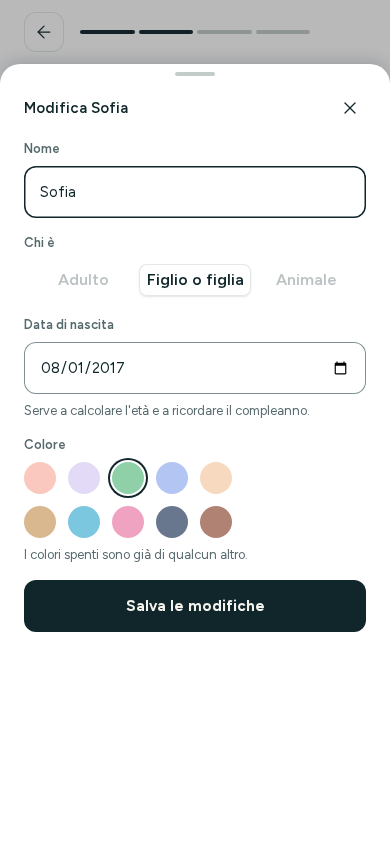 Modifica Sofia
Nome
Sofia
Chi è
Adulto Figlio o figlia Animale
Data di nascita
08/01/2017
Serve a calcolare l'età e a ricordare il compleanno.
Colore
I colori spenti sono già di qualcun altro.
Salva le modifiche